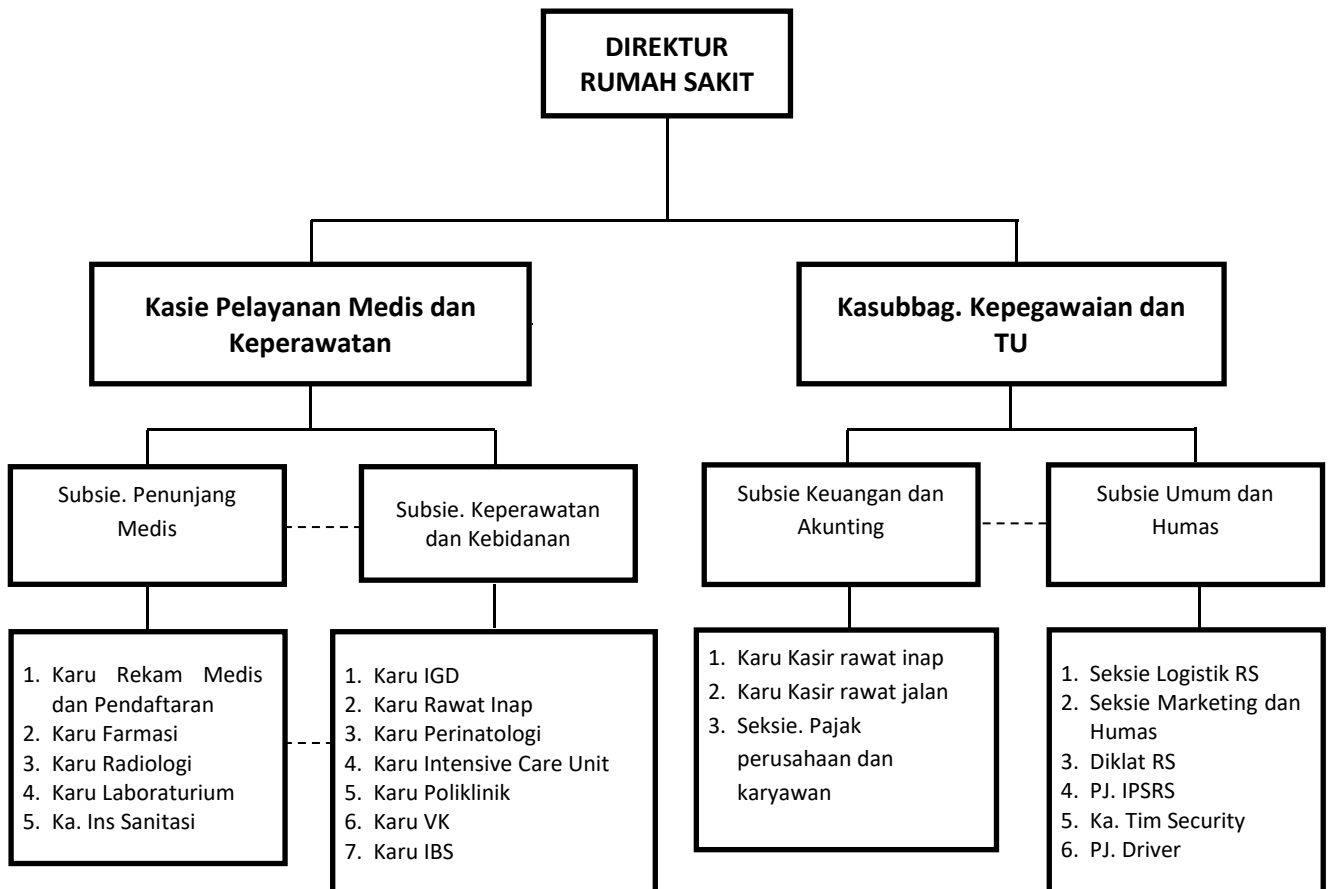 DIREKTUR
RUMAH SAKIT
Kasie Pelayanan Medis dan
Keperawatan
Kasubbag. Kepegawaian dan
TU
Subsie. Penunjang
Medis
Subsie. Keperawatan
dan Kebidanan
Subsie Keuangan dan
Akunting
Subsie Umum dan
Humas
1. Karu Rekam Medis
dan Pendaftaran
2. Karu Farmasi
3. Karu Radiologi
4. Karu Laboraturium
5. Ka. Ins Sanitasi
1. Karu IGD
2. Karu Rawat Inap
3. Karu Perinatologi
4. Karu Intensive Care Unit
5. Karu Poliklinik
6. Karu VK
7. Karu IBS
1. Karu Kasir rawat inap
2. Karu Kasir rawat jalan
3. Seksie. Pajak
perusahaan dan
karyawan
1. Seksie Logistik RS
2. Seksie Marketing dan
Humas
3. Diklat RS
4. PJ. IPSRS
5. Ka. Tim Security
6. PJ. Driver